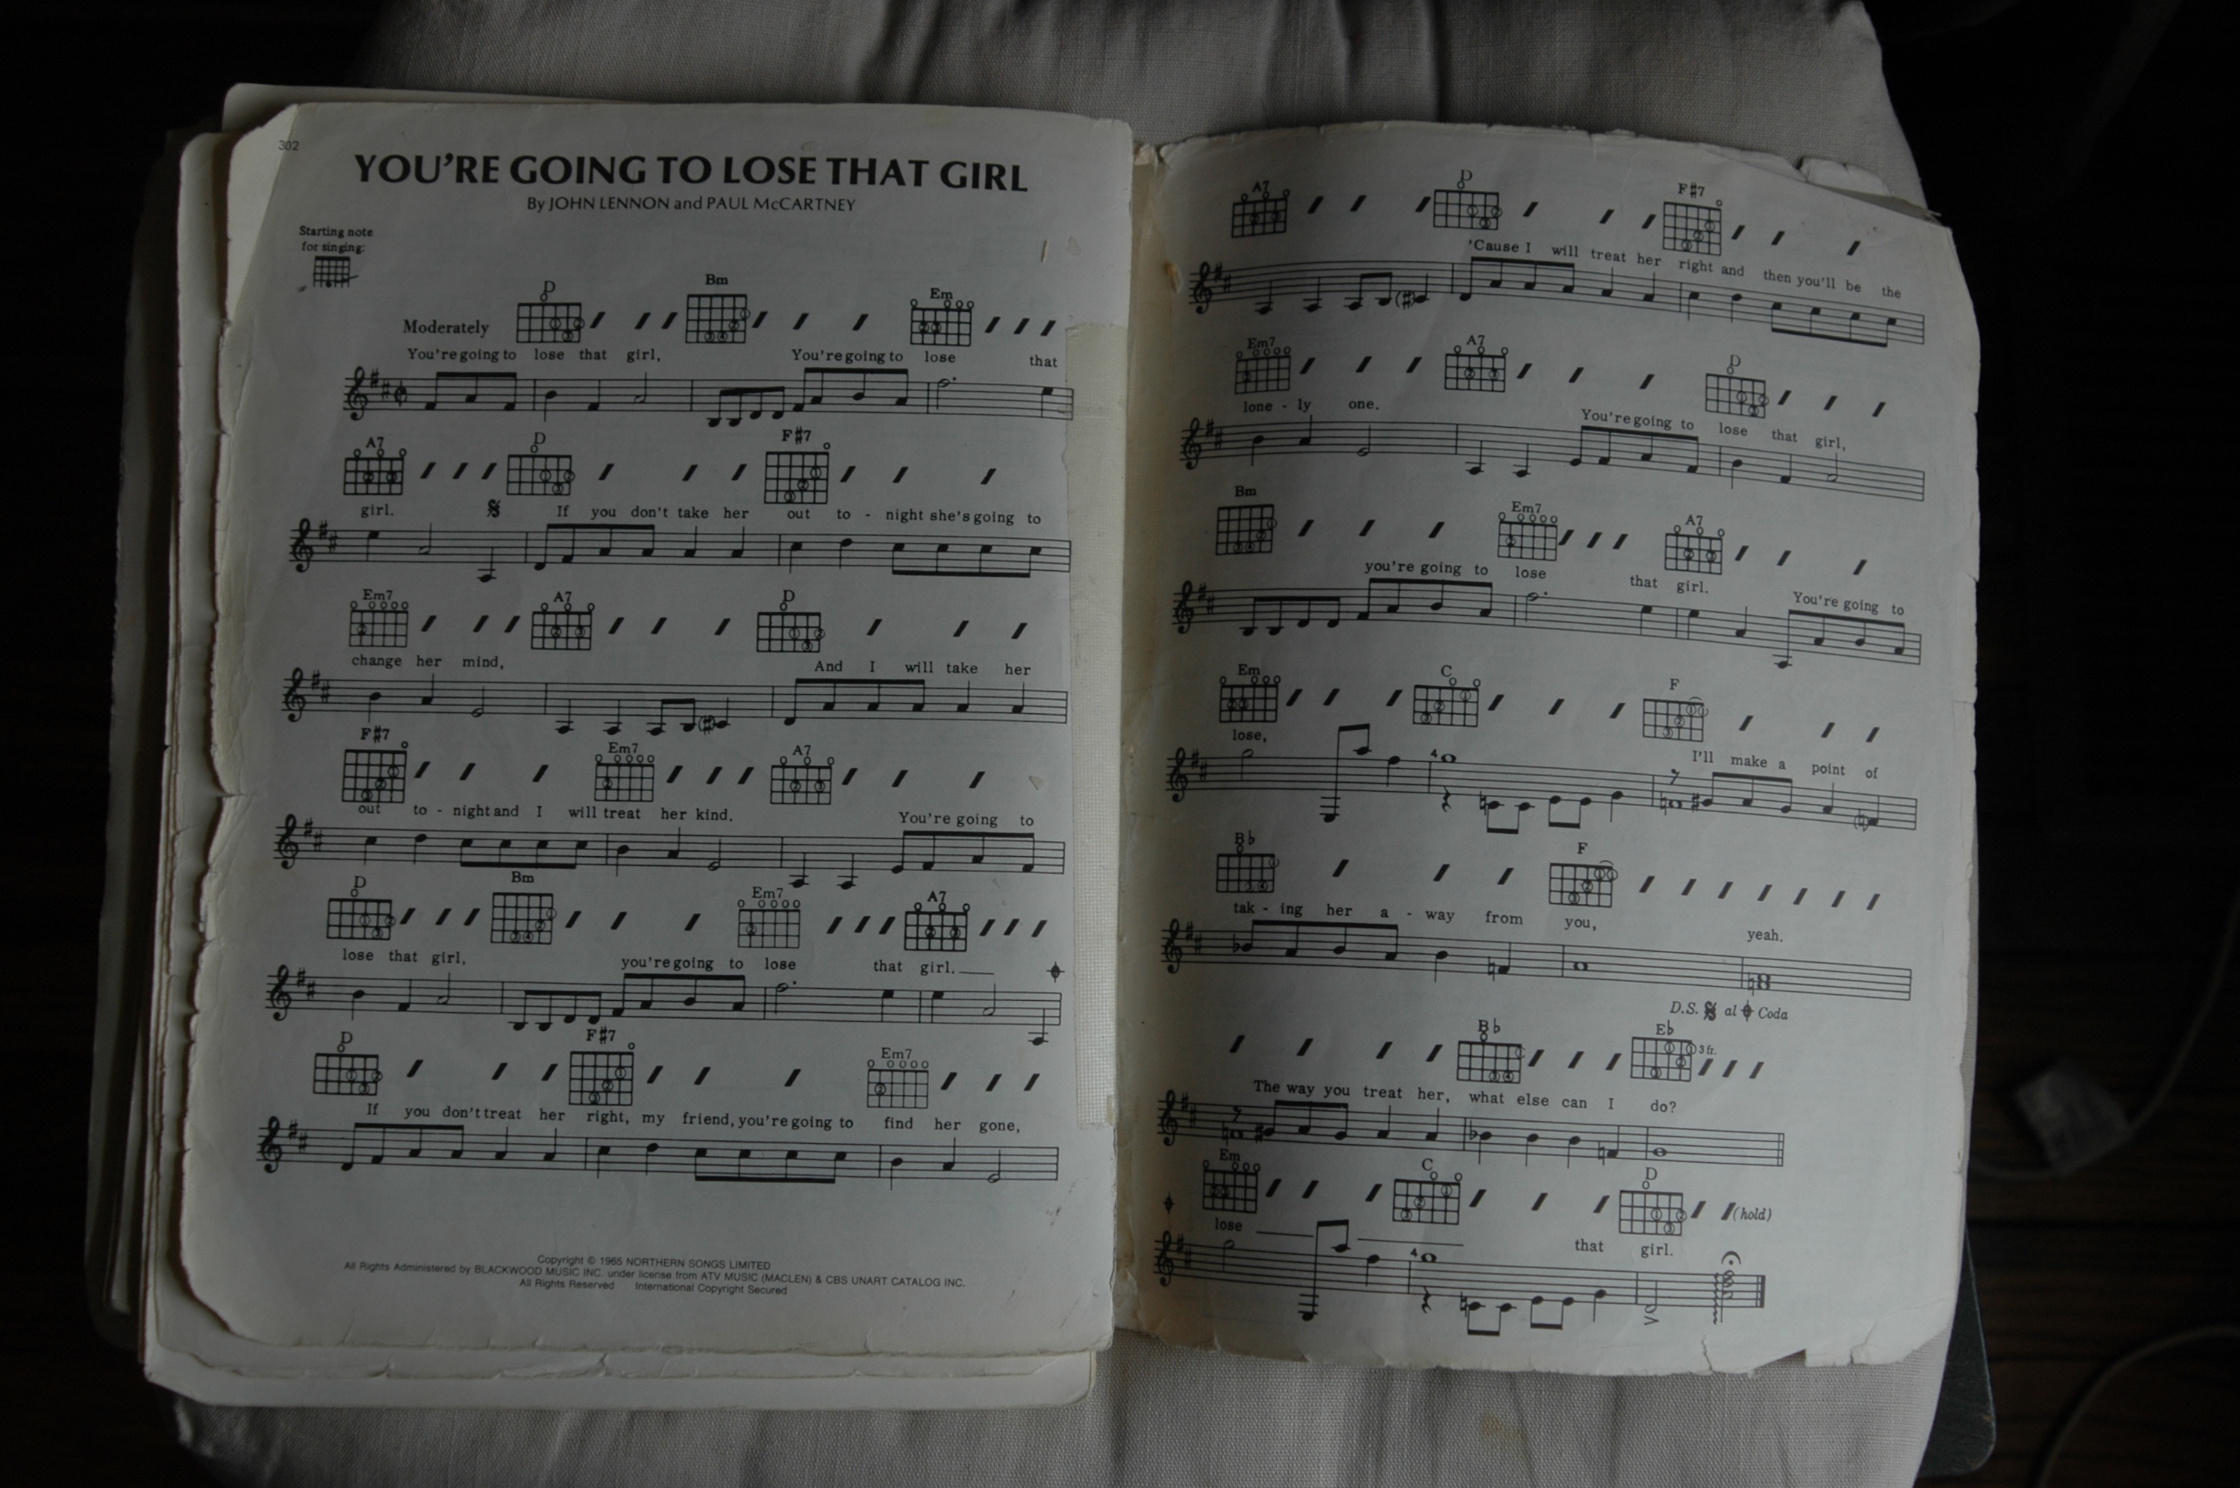 302
YOU'RE GOING TO LOSE THAT GIRL
By JOHN LENNON and PAUL McCARTNEY
Starting note
for singing:
D Bm Em
Moderately
You're going to lose that girl, You're going to lose that
A7 D F#7
girl. If you don't take her out to - night she's going to
Em7 A7 D
change her mind, And I will take her
F#7 Em7 A7
out to - night and I will treat her kind. You're going to
D Bm Em7 A7
lose that girl, you're going to lose that girl.
D F#7 Em7
If you don't treat her right, my friend, you're going to find her gone,
Copyright © 1965 NORTHERN SONGS LIMITED
All Rights Administered by BLACKWOOD MUSIC INC. under license from ATV MUSIC (MACLEN) & CBS UNART CATALOG INC.
All Rights Reserved International Copyright Secured
A7 D F#7
'Cause I will treat her right and then you'll be the
Em7 A7 D
lone - ly one. You're going to lose that girl,
Bm Em7 A7
you're going to lose that girl. You're going to
Em C F
lose, I'll make a point of
4
B♭ F
tak - ing her a - way from you, yeah.
D.S. 𝄋 al 𝄌 Coda
B♭ E♭ 3 fr.
The way you treat her, what else can I do?
Em C D (hold)
lose that girl.
4